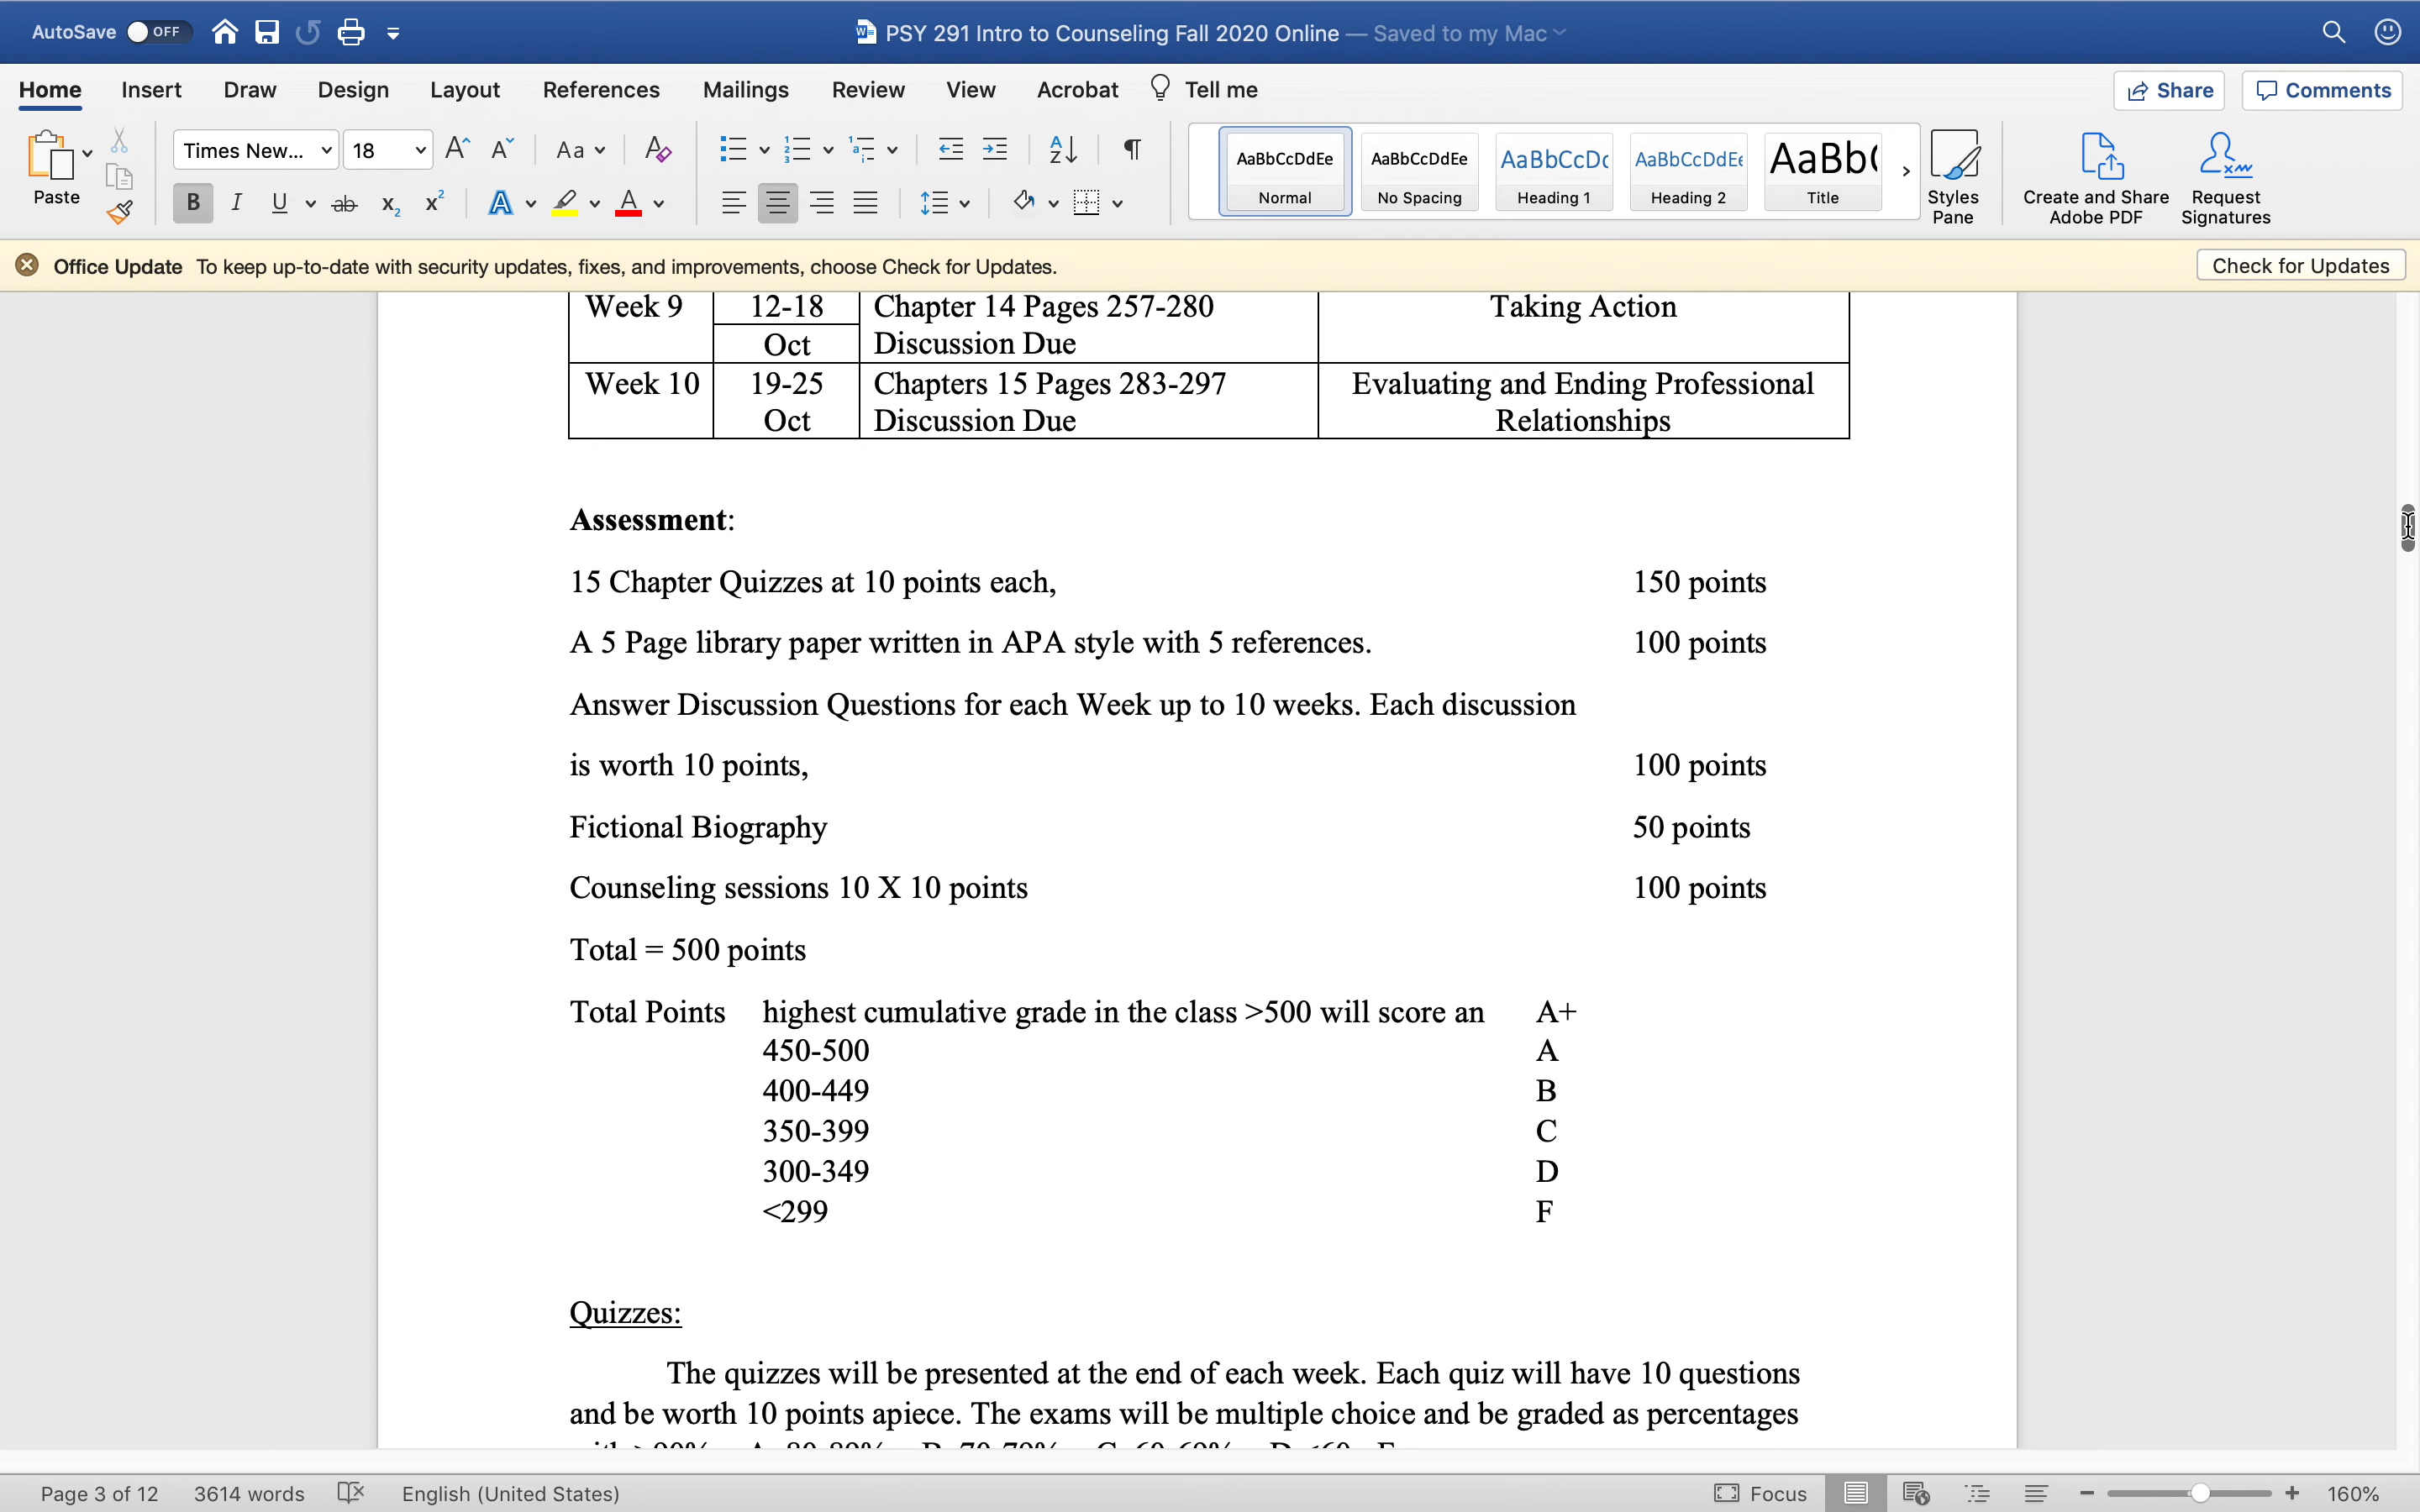 AutoSave OFF
PSY 291 Intro to Counseling Fall 2020 Online — Saved to my Mac
Home Insert Draw Design Layout References Mailings Review View Acrobat Tell me Share Comments
Paste Times New... 18
AaBbCcDdEe AaBbCcDdEe AaBbCcDc AaBbCcDdEe AaBb(
Normal No Spacing Heading 1 Heading 2 Title
Styles Pane
Create and Share Adobe PDF
Request Signatures
Office Update To keep up-to-date with security updates, fixes, and improvements, choose Check for Updates. Check for Updates
Week 9 12-18 Chapter 14 Pages 257-280 Taking Action
Oct Discussion Due
Week 10 19-25 Chapters 15 Pages 283-297 Evaluating and Ending Professional
Oct Discussion Due Relationships
Assessment:
15 Chapter Quizzes at 10 points each, 150 points
A 5 Page library paper written in APA style with 5 references. 100 points
Answer Discussion Questions for each Week up to 10 weeks. Each discussion
is worth 10 points, 100 points
Fictional Biography 50 points
Counseling sessions 10 X 10 points 100 points
Total = 500 points
Total Points highest cumulative grade in the class >500 will score an A+
450-500 A
400-449 B
350-399 C
300-349 D
<299 F
Quizzes:
The quizzes will be presented at the end of each week. Each quiz will have 10 questions
and be worth 10 points apiece. The exams will be multiple choice and be graded as percentages
Page 3 of 12 3614 words English (United States) Focus 160%